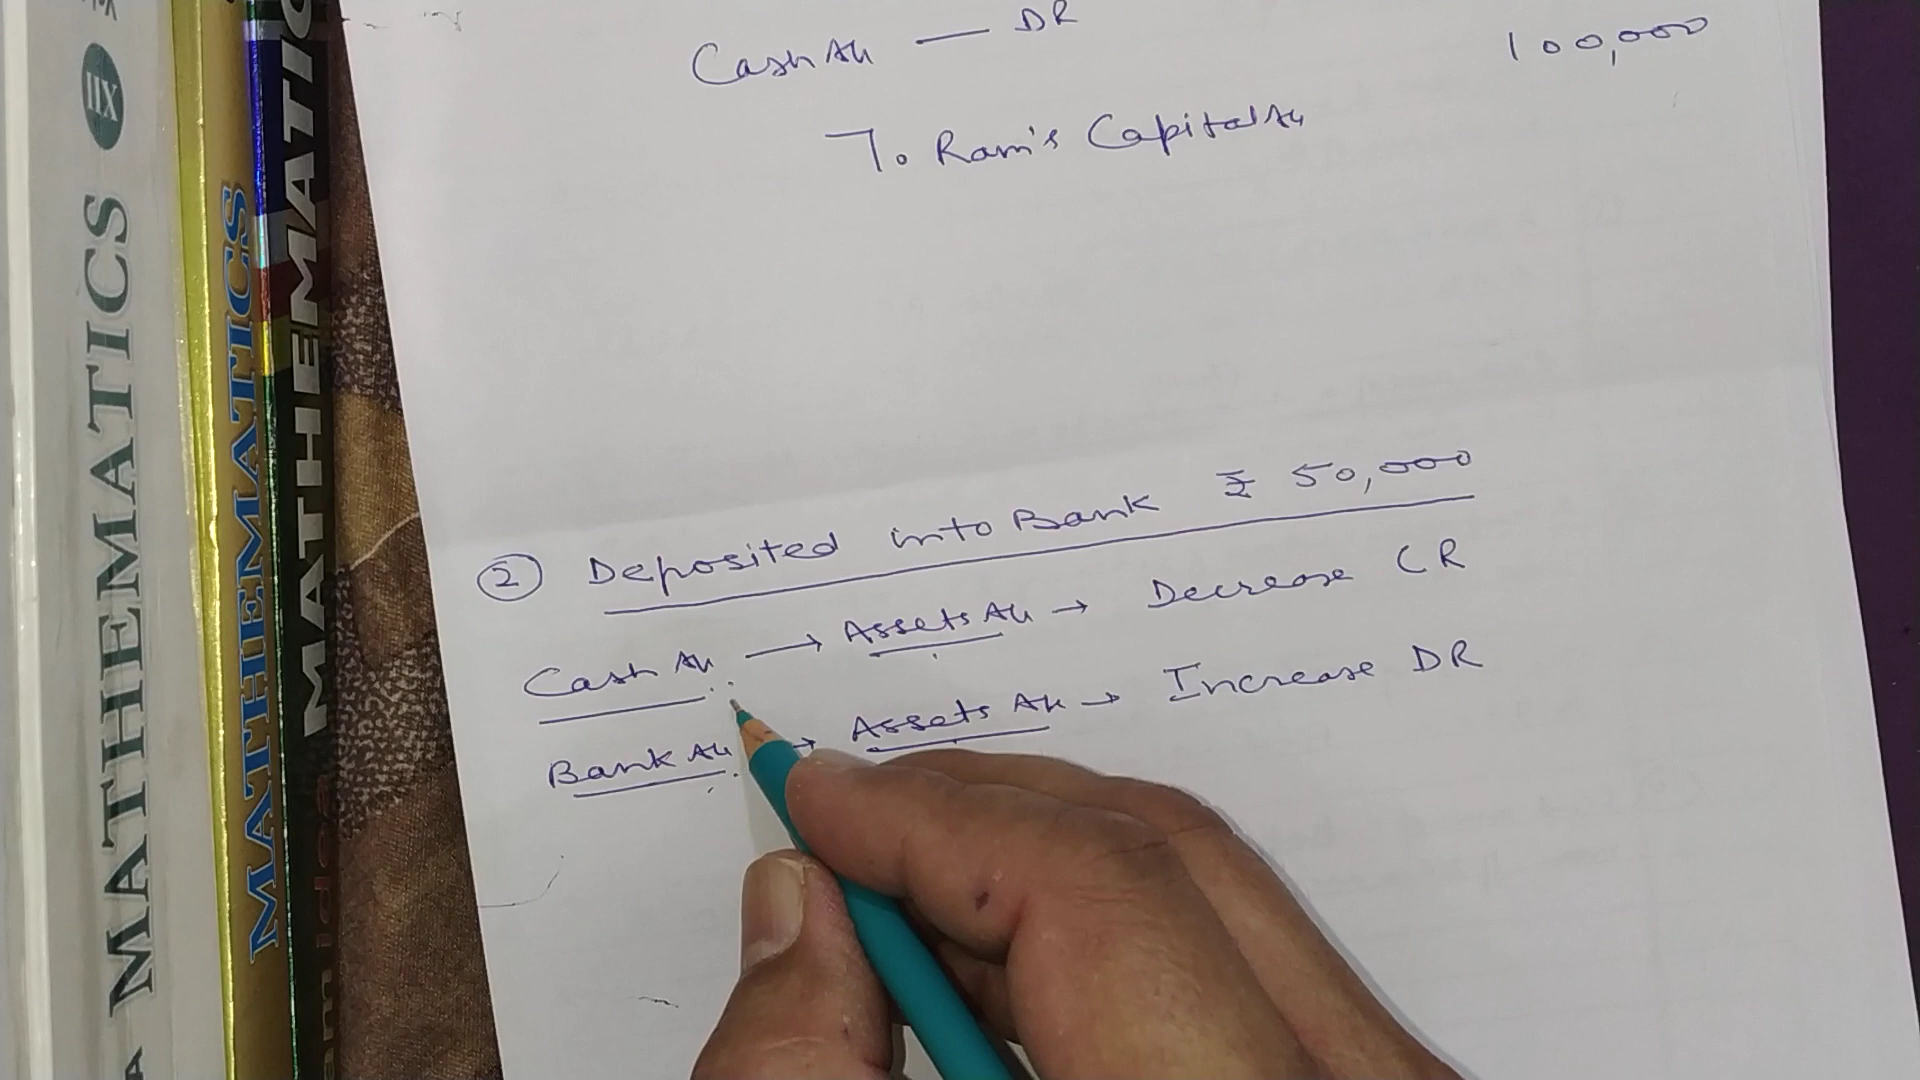 Cash A/c — DR 100,000
To Ram's Capital A/c
② Deposited into Bank ₹ 50,000
Cash A/c → Assets A/c → Decrease CR
Bank A/c → Assets A/c → Increase DR
MATHEMATICS XII
MATHEMATICS
MATHEMATIC